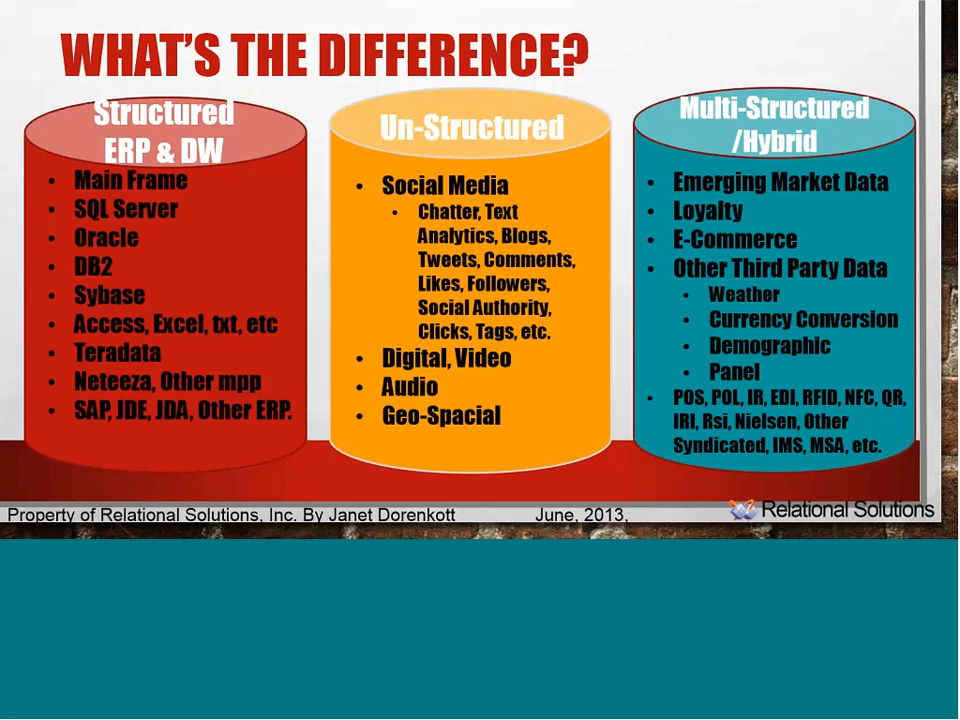 WHAT'S THE DIFFERENCE?
Structured
ERP & DW
• Main Frame
• SQL Server
• Oracle
• DB2
• Sybase
• Access, Excel, txt, etc
• Teradata
• Neteeza, Other mpp
• SAP, JDE, JDA, Other ERP.
Un-Structured
• Social Media
• Chatter, Text
Analytics, Blogs,
Tweets, Comments,
Likes, Followers,
Social Authority,
Clicks, Tags, etc.
• Digital, Video
• Audio
• Geo-Spacial
Multi-Structured
/Hybrid
• Emerging Market Data
• Loyalty
• E-Commerce
• Other Third Party Data
• Weather
• Currency Conversion
• Demographic
• Panel
• POS, POL, IR, EDI, RFID, NFC, QR,
IRI, Rsi, Nielsen, Other
Syndicated, IMS, MSA, etc.
Property of Relational Solutions, Inc. By Janet Dorenkott June, 2013,
Relational Solutions